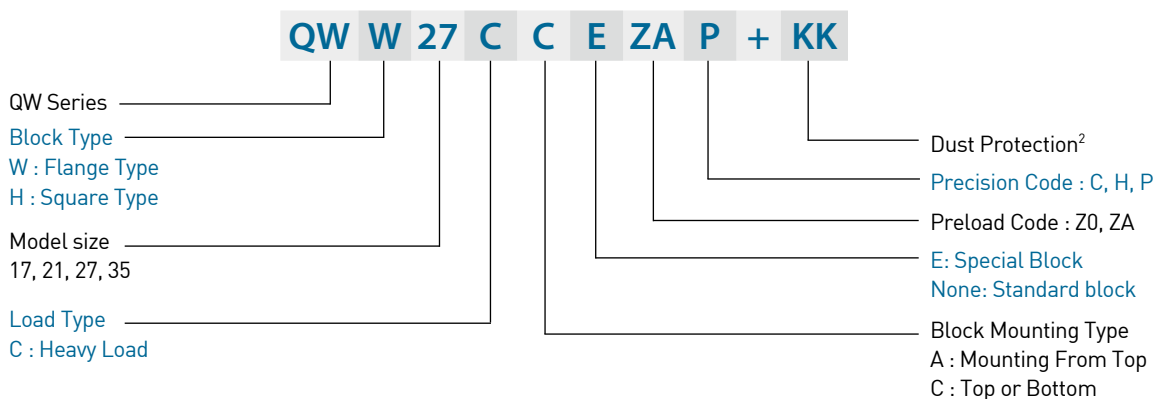 QW W 27 C C E ZA P + KK
QW Series
Block Type
W : Flange Type
H : Square Type
Model size
17, 21, 27, 35
Load Type
C : Heavy Load
Dust Protection²
Precision Code : C, H, P
Preload Code : Z0, ZA
E: Special Block
None: Standard block
Block Mounting Type
A : Mounting From Top
C : Top or Bottom